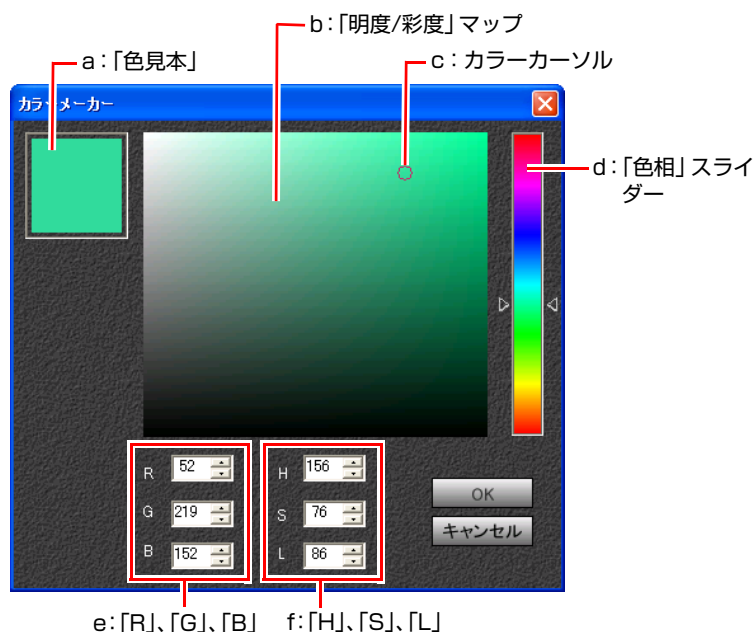 b:「明度/彩度」マップ
a:「色見本」
c:カラーカーソル
カラーメーカー
d:「色相」スライ
ダー
R 52
H 156
G 219
S 76
B 152
L 86
OK
キャンセル
e:「R」、「G」、「B」
f:「H」、「S」、「L」